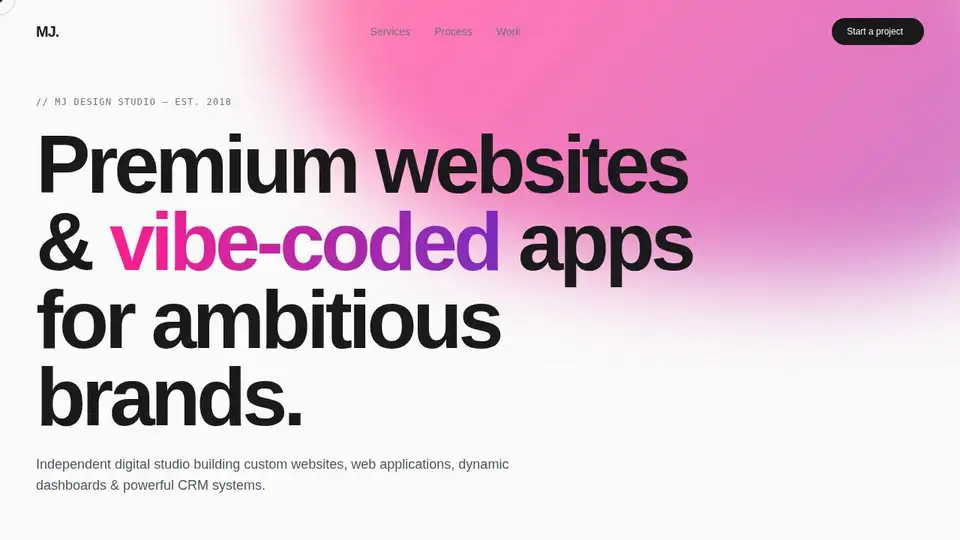 MJ.
Services
Process
Work
Start a project
// MJ DESIGN STUDIO — EST. 2018
Premium websites
& vibe-coded apps
for ambitious
brands.
Independent digital studio building custom websites, web applications, dynamic
dashboards & powerful CRM systems.